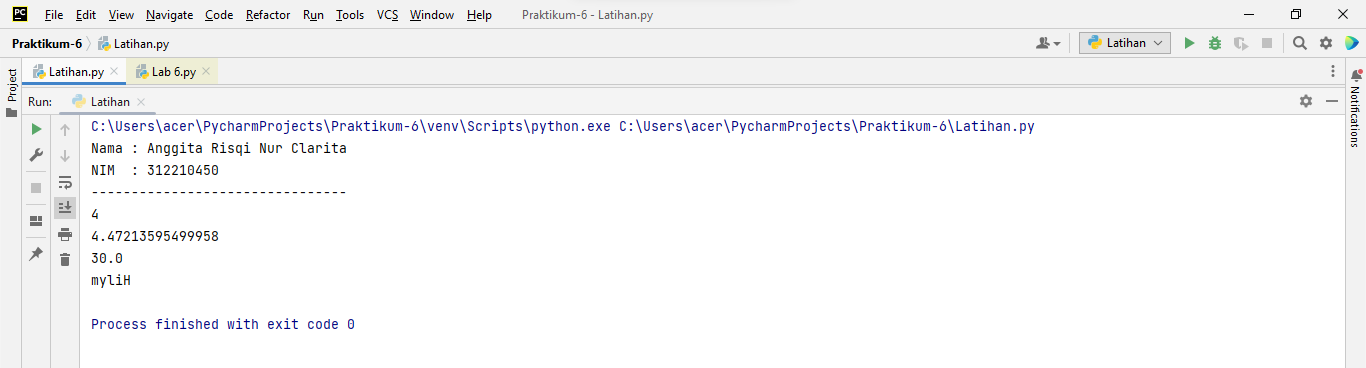 PC File Edit View Navigate Code Refactor Run Tools VCS Window Help Praktikum-6 - Latihan.py
Praktikum-6 Latihan.py Latihan
Project
Latihan.py Lab 6.py
Notifications
Run: Latihan
C:\Users\acer\PycharmProjects\Praktikum-6\venv\Scripts\python.exe C:\Users\acer\PycharmProjects\Praktikum-6\Latihan.py
Nama : Anggita Risqi Nur Clarita
NIM  : 312210450
--------------------------------
4
4.47213595499958
30.0
myliH
Process finished with exit code 0